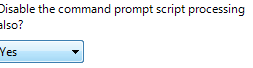 Disable the command prompt script processing
also?
Yes